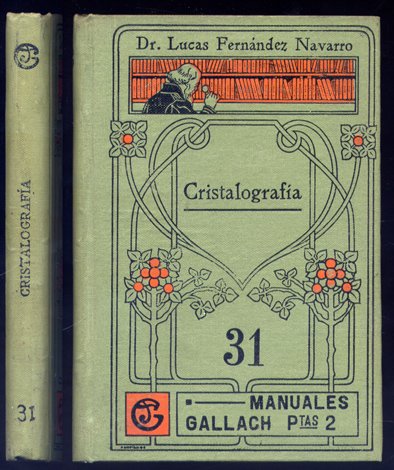 CRISTALOGRAFÍA
31
Dr. Lucas Fernández Navarro
Cristalografía
31
MANUALES
GALLACH PTAS 2